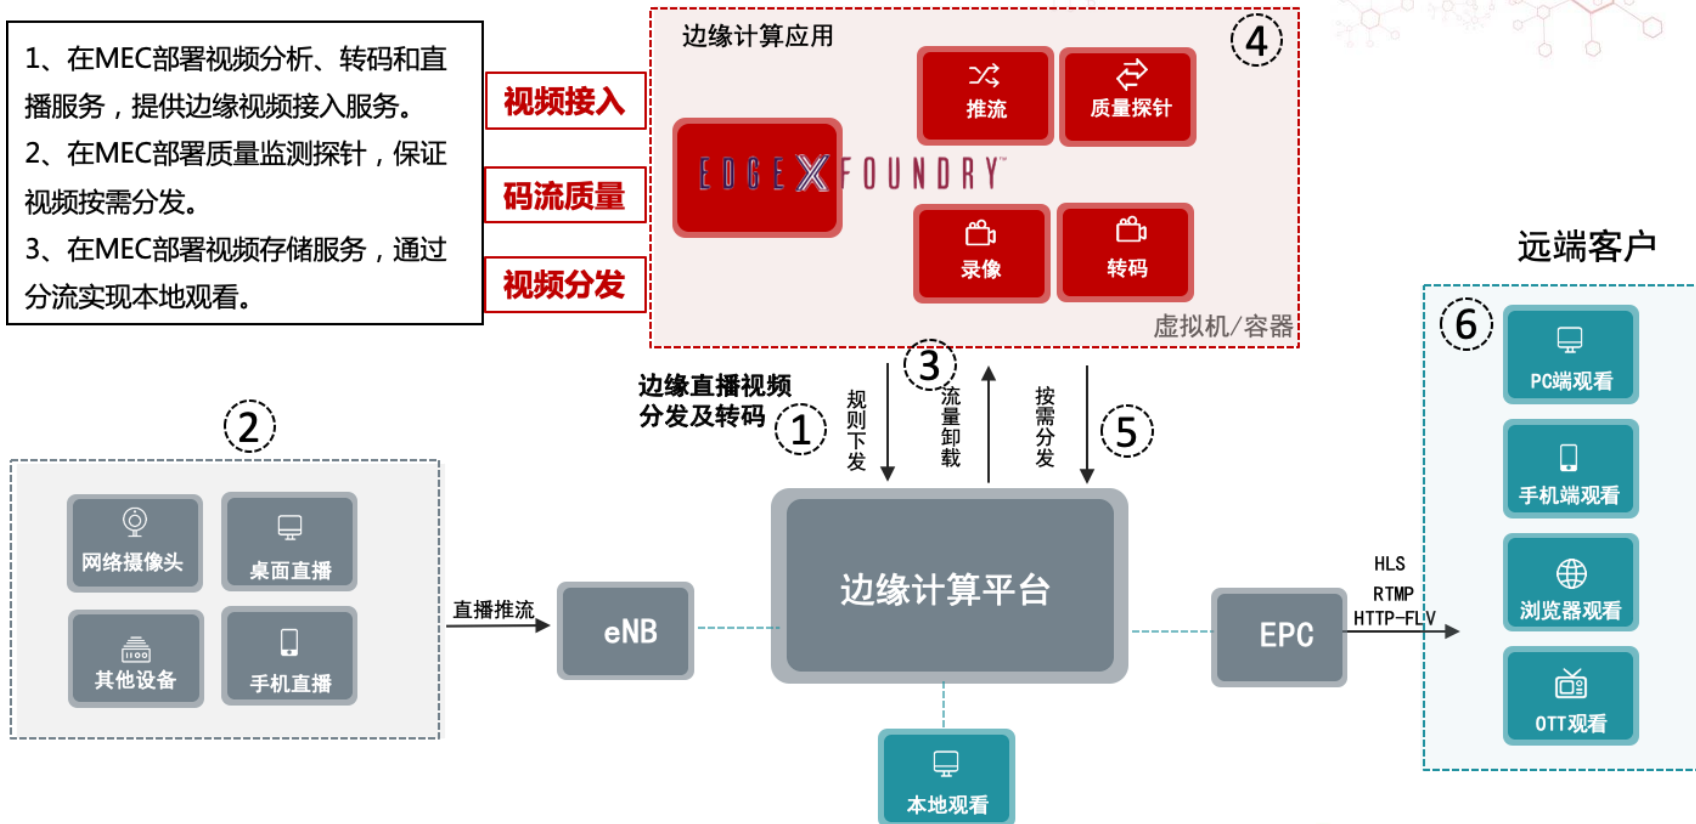 1、在MEC部署视频分析、转码和直
播服务，提供边缘视频接入服务。
2、在MEC部署质量监测探针，保证
视频按需分发。
3、在MEC部署视频存储服务，通过
分流实现本地观看。
视频接入
码流质量
视频分发
边缘计算应用
④
推流
质量探针
EDGE X FOUNDRY™
录像
转码
虚拟机/容器
远端客户
⑥
PC端观看
手机端观看
浏览器观看
OTT观看
边缘直播视频
分发及转码
①
规则下发
③
流量卸载
按需分发
⑤
②
网络摄像头
桌面直播
其他设备
手机直播
直播推流
eNB
边缘计算平台
EPC
HLS
RTMP
HTTP-FLV
本地观看